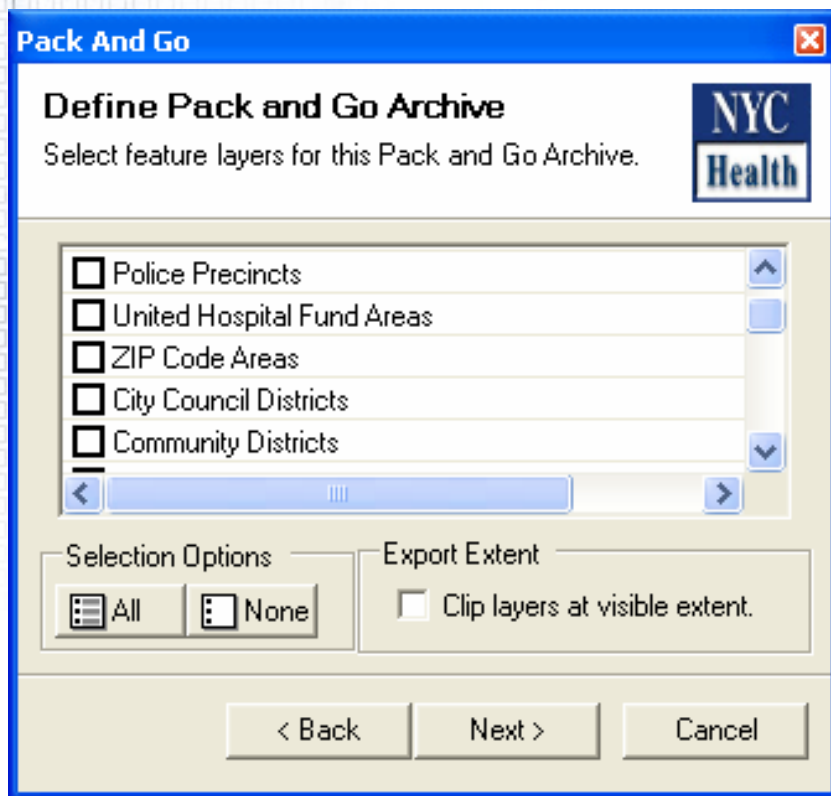 Pack And Go
Define Pack and Go Archive
Select feature layers for this Pack and Go Archive.
NYC
Health
Police Precincts
United Hospital Fund Areas
ZIP Code Areas
City Council Districts
Community Districts
Selection Options
All
None
Export Extent
Clip layers at visible extent.
< Back
Next >
Cancel